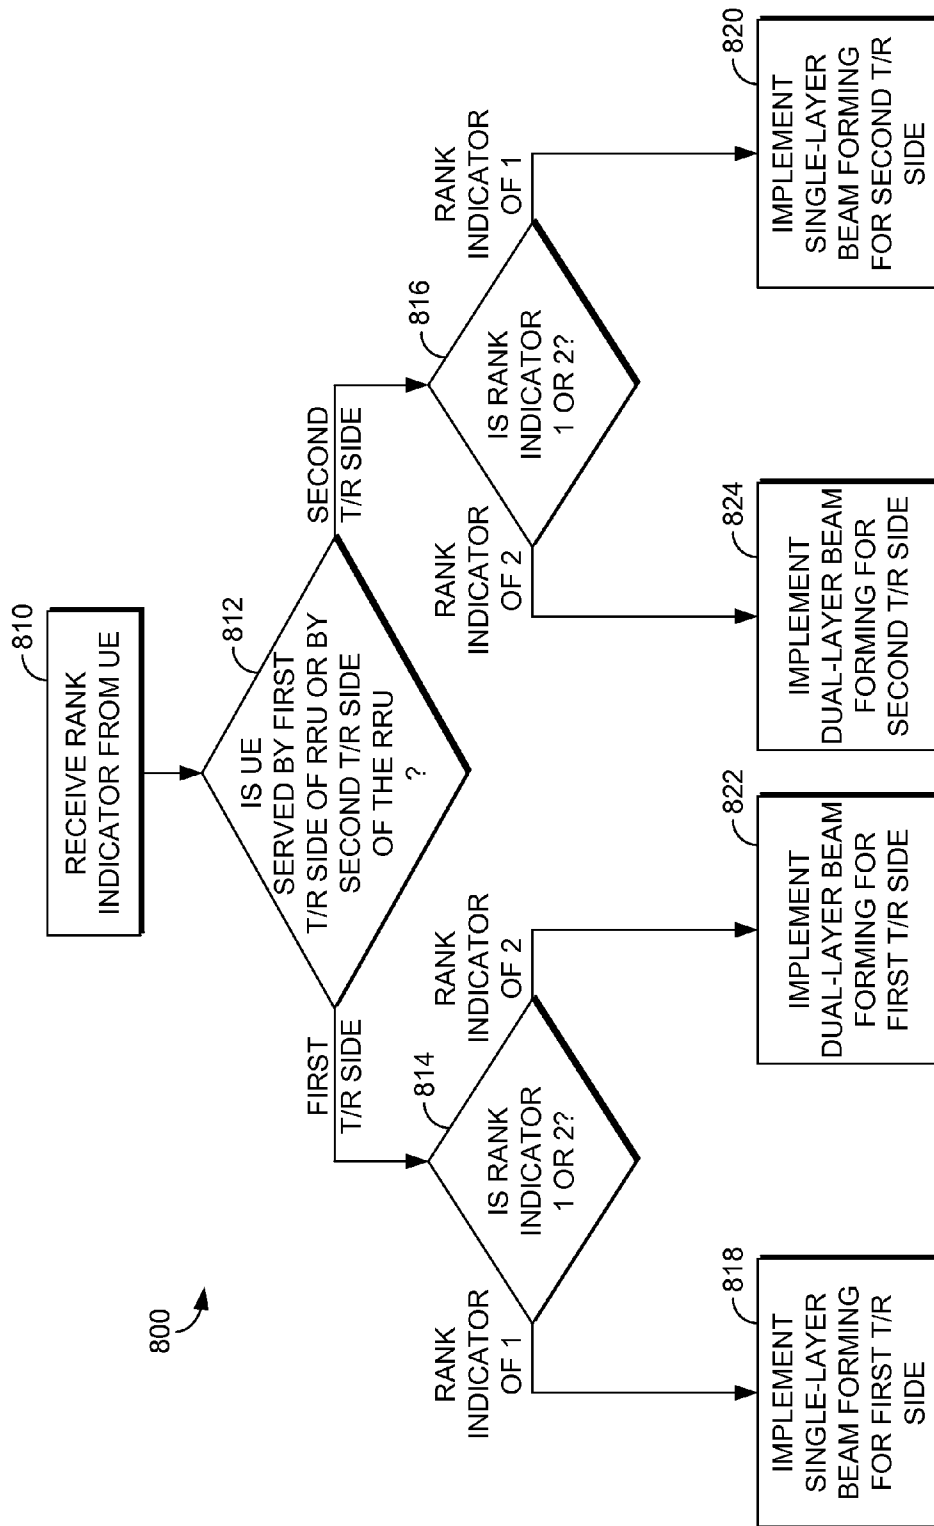 800
810
RECEIVE RANK
INDICATOR FROM UE
812
IS UE
SERVED BY FIRST
T/R SIDE OF RRU OR BY
SECOND T/R SIDE
OF THE RRU
?
FIRST
T/R SIDE
SECOND
T/R SIDE
814
IS RANK
INDICATOR
1 OR 2?
816
IS RANK
INDICATOR
1 OR 2?
RANK
INDICATOR
OF 1
RANK
INDICATOR
OF 2
RANK
INDICATOR
OF 2
RANK
INDICATOR
OF 1
818
IMPLEMENT
SINGLE-LAYER
BEAM FORMING
FOR FIRST T/R
SIDE
822
IMPLEMENT
DUAL-LAYER BEAM
FORMING FOR
FIRST T/R SIDE
824
IMPLEMENT
DUAL-LAYER BEAM
FORMING FOR
SECOND T/R SIDE
820
IMPLEMENT
SINGLE-LAYER
BEAM FORMING
FOR SECOND T/R
SIDE